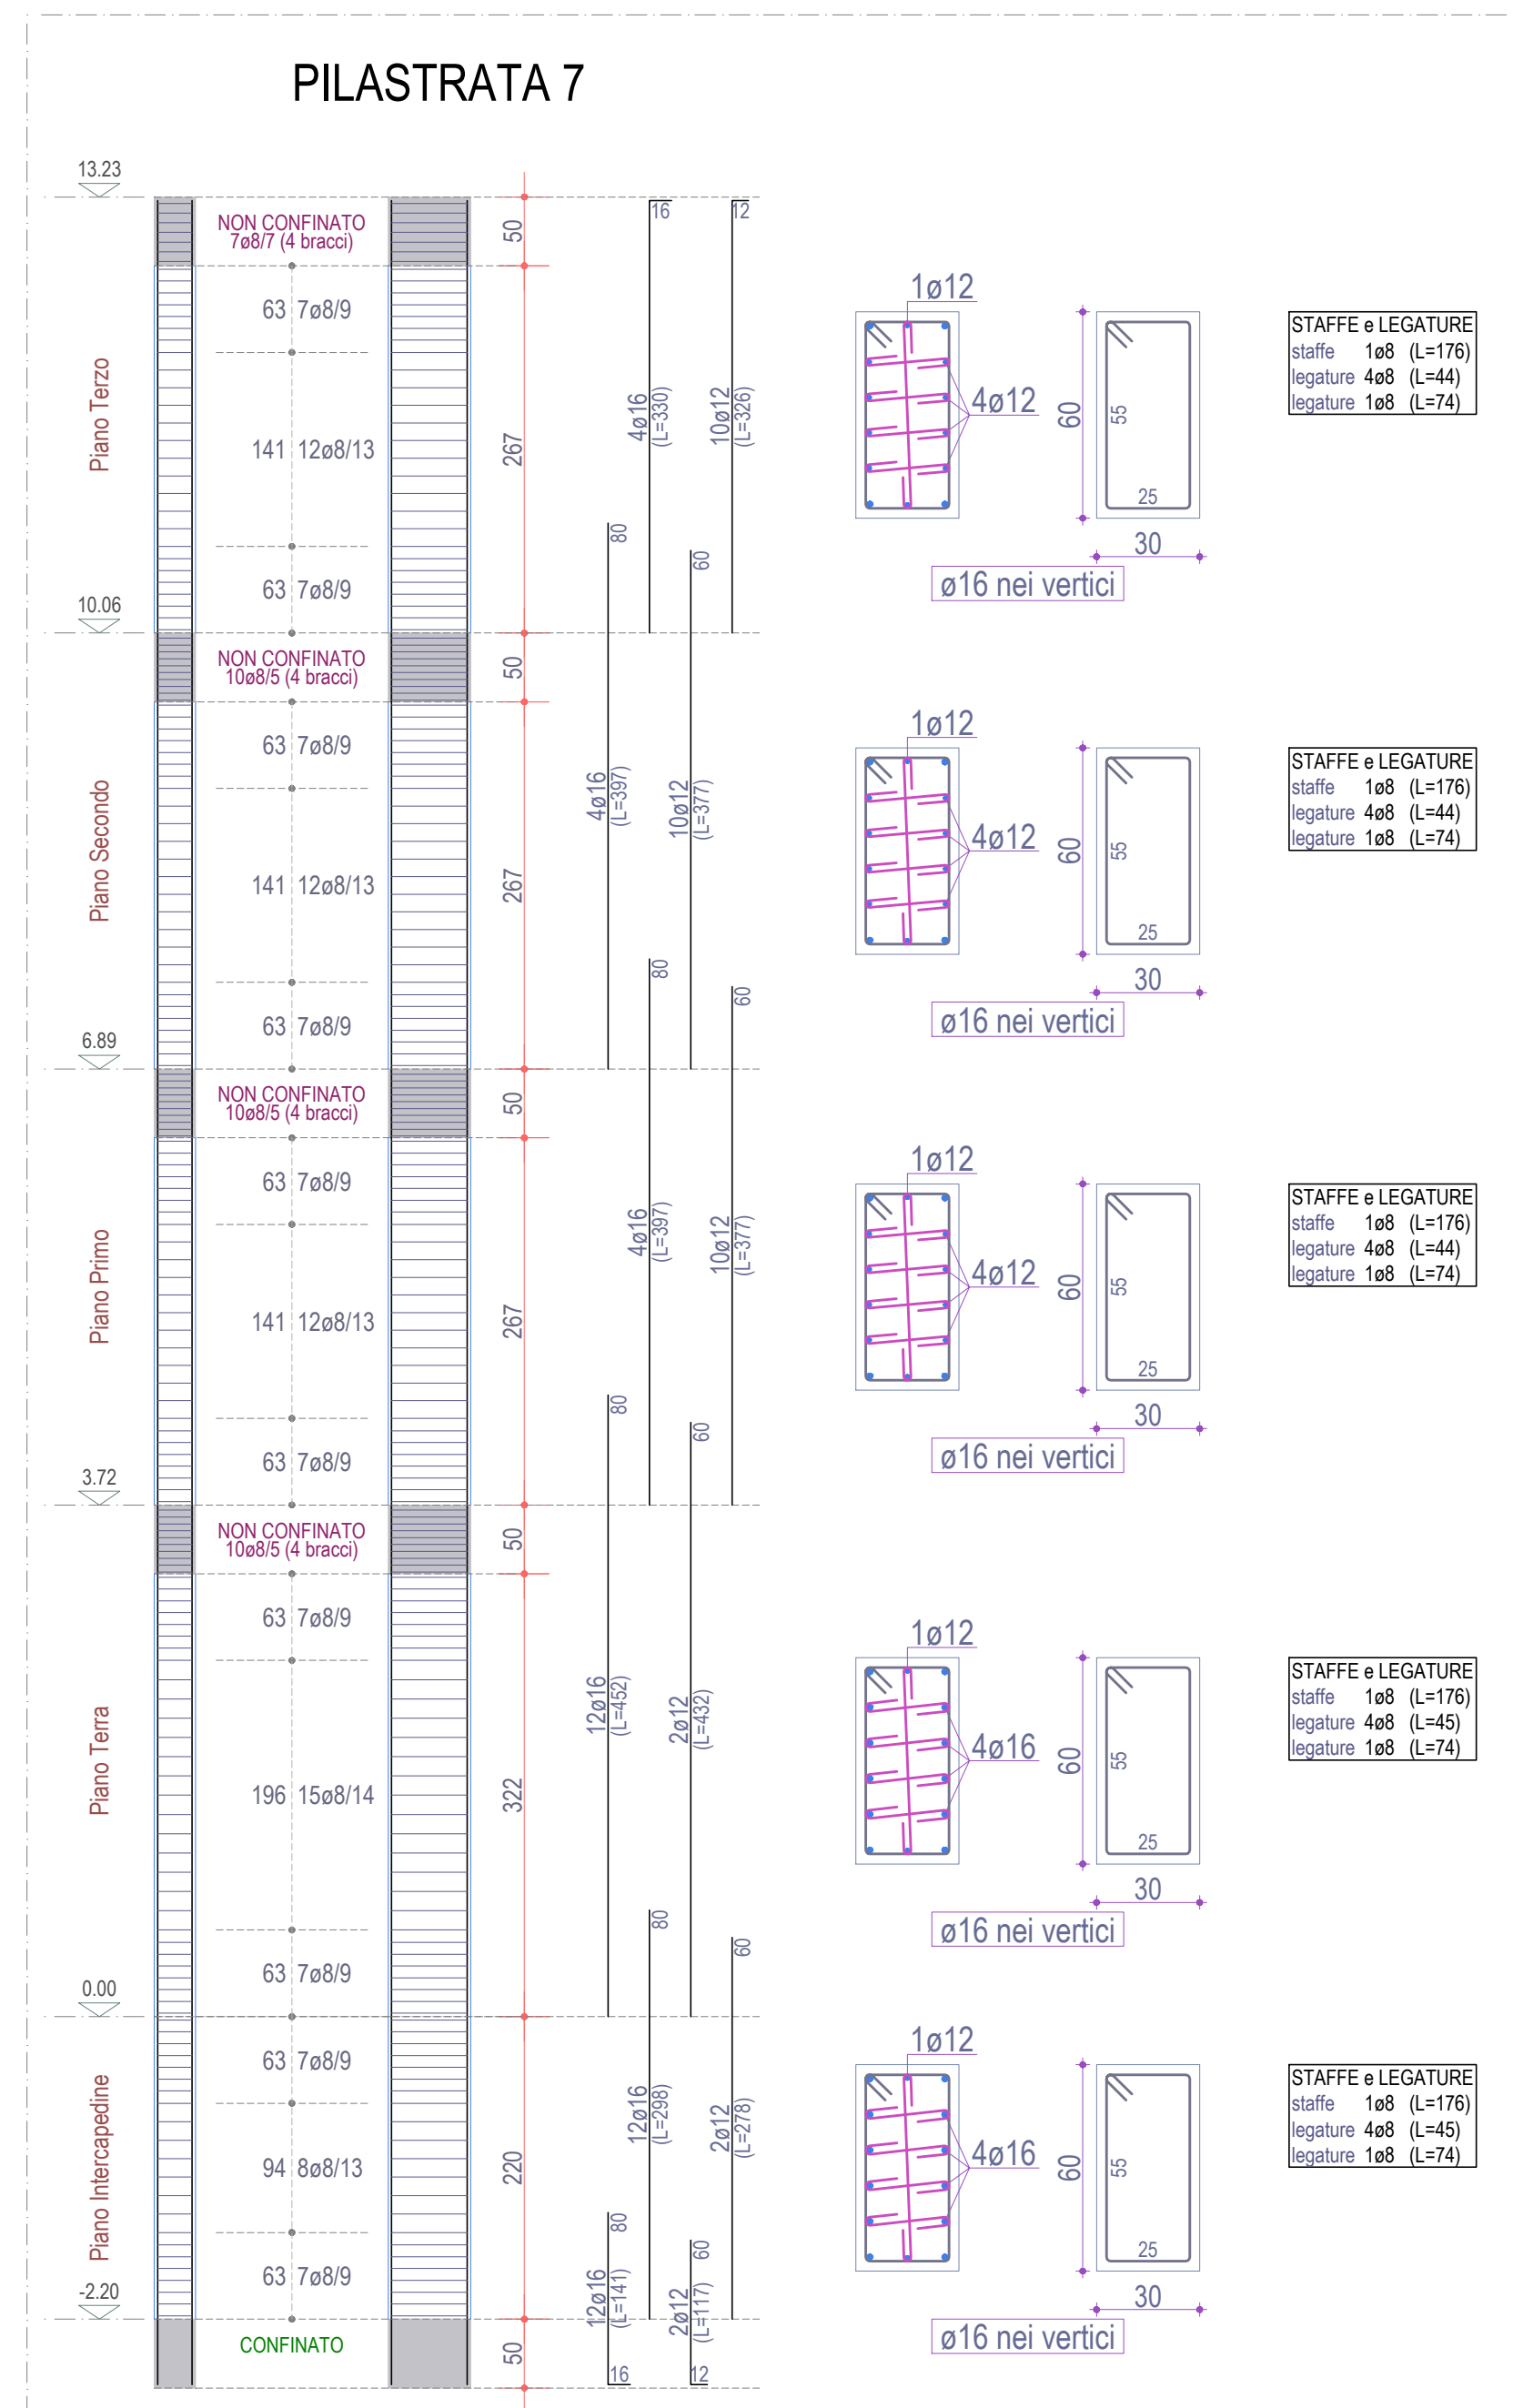 PILASTRATA 7
13.23
NON CONFINATO
7ø8/7 (4 bracci)
50
16
12
63 7ø8/9
Piano Terzo
141 12ø8/13
267
4ø16
(L=330)
10ø12
(L=326)
63 7ø8/9
80
60
1ø12
4ø12
60
55
25
30
ø16 nei vertici
STAFFE e LEGATURE
staffe 1ø8 (L=176)
legature 4ø8 (L=44)
legature 1ø8 (L=74)
10.06
NON CONFINATO
10ø8/5 (4 bracci)
50
63 7ø8/9
Piano Secondo
141 12ø8/13
267
4ø16
(L=397)
10ø12
(L=377)
63 7ø8/9
80
60
1ø12
4ø12
60
55
25
30
ø16 nei vertici
STAFFE e LEGATURE
staffe 1ø8 (L=176)
legature 4ø8 (L=44)
legature 1ø8 (L=74)
6.89
NON CONFINATO
10ø8/5 (4 bracci)
50
63 7ø8/9
Piano Primo
141 12ø8/13
267
4ø16
(L=397)
10ø12
(L=377)
63 7ø8/9
80
60
1ø12
4ø12
60
55
25
30
ø16 nei vertici
STAFFE e LEGATURE
staffe 1ø8 (L=176)
legature 4ø8 (L=44)
legature 1ø8 (L=74)
3.72
NON CONFINATO
10ø8/5 (4 bracci)
50
63 7ø8/9
Piano Terra
196 15ø8/14
322
12ø16
(L=452)
2ø12
(L=432)
63 7ø8/9
80
60
1ø12
4ø16
60
55
25
30
ø16 nei vertici
STAFFE e LEGATURE
staffe 1ø8 (L=176)
legature 4ø8 (L=45)
legature 1ø8 (L=74)
0.00
63 7ø8/9
Piano Intercapedine
94 8ø8/13
220
12ø16
(L=298)
2ø12
(L=278)
63 7ø8/9
80
60
12ø16
(L=141)
2ø12
(L=117)
1ø12
4ø16
60
55
25
30
ø16 nei vertici
STAFFE e LEGATURE
staffe 1ø8 (L=176)
legature 4ø8 (L=45)
legature 1ø8 (L=74)
-2.20
CONFINATO
50
16
12